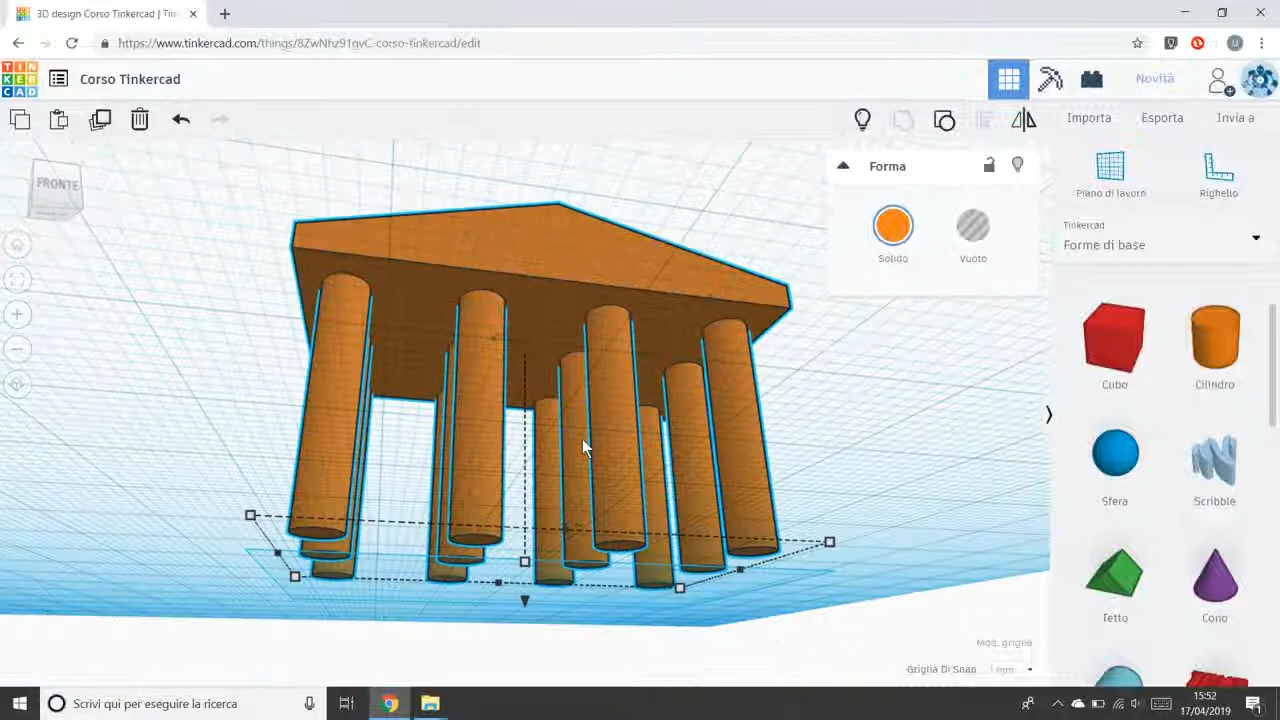 3D design Corso Tinkercad | Tin
https://www.tinkercad.com/things/8ZwNhz91qvC-corso-tinkercad/edit
U
TIN
KER
CAD
Corso Tinkercad
Novità
Importa
Esporta
Invia a
FRONTE
Forma
Solido
Vuoto
Piano di lavoro
Righello
Tinkercad
Forme di base
Cubo
Cilindro
Sfera
Scribble
Tetto
Cono
Mod. griglia
Griglia Di Snap
Scrivi qui per eseguire la ricerca
15:52
17/04/2019